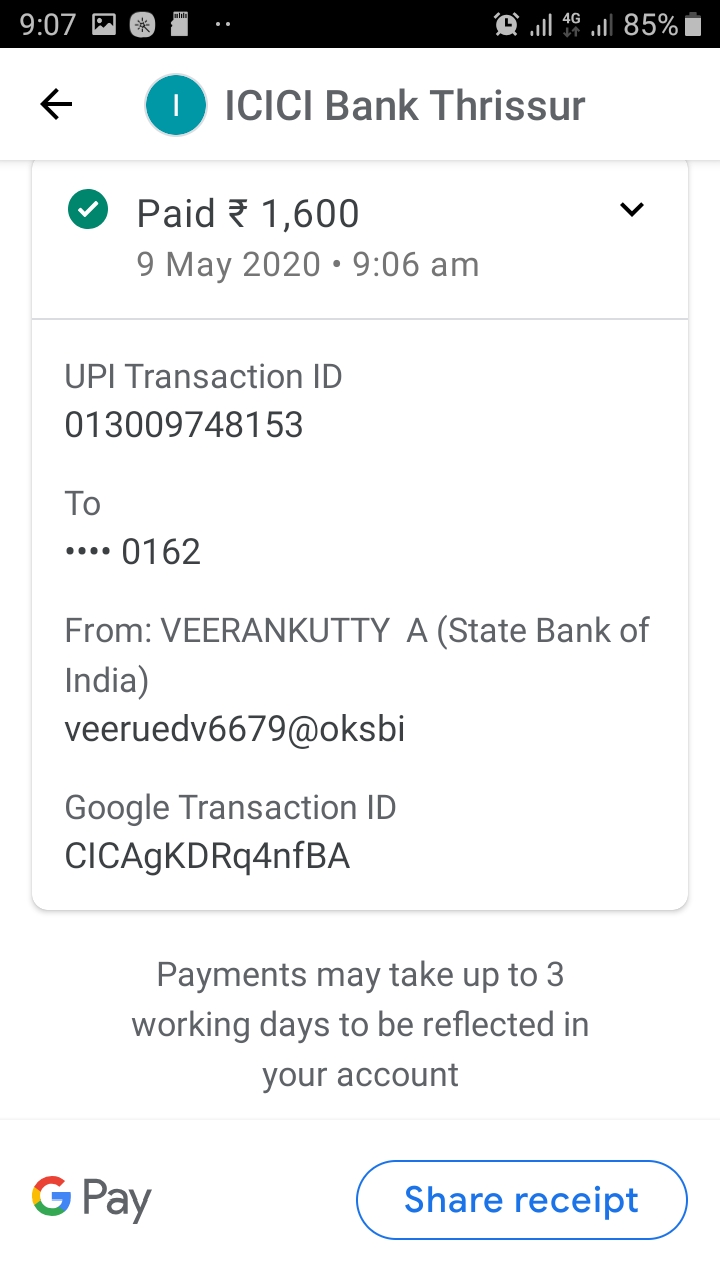 9:07 4G 85%
I ICICI Bank Thrissur
Paid ₹ 1,600
9 May 2020 • 9:06 am
UPI Transaction ID
013009748153
To
•••• 0162
From: VEERANKUTTY A (State Bank of
India)
veeruedv6679@oksbi
Google Transaction ID
CICAgKDRq4nfBA
Payments may take up to 3
working days to be reflected in
your account
G Pay
Share receipt